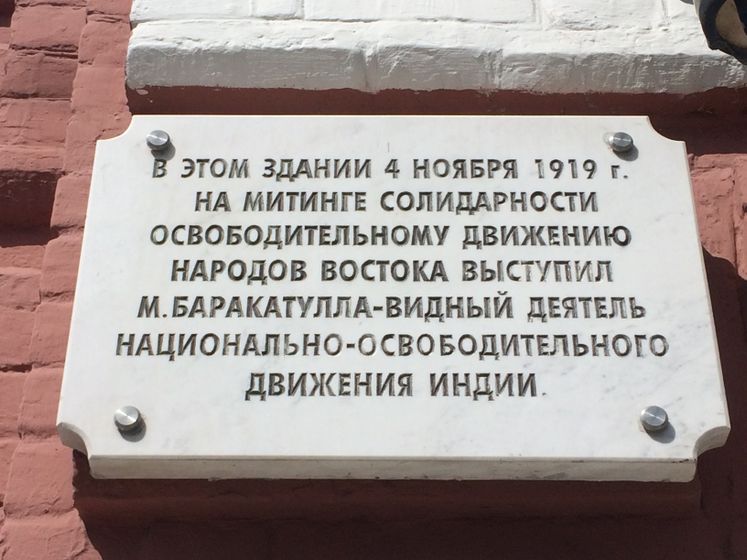 В ЭТОМ ЗДАНИИ 4 НОЯБРЯ 1919 г.
НА МИТИНГЕ СОЛИДАРНОСТИ
ОСВОБОДИТЕЛЬНОМУ ДВИЖЕНИЮ
НАРОДОВ ВОСТОКА ВЫСТУПИЛ
М.БАРАКАТУЛЛА-ВИДНЫЙ ДЕЯТЕЛЬ
НАЦИОНАЛЬНО-ОСВОБОДИТЕЛЬНОГО
ДВИЖЕНИЯ ИНДИИ.